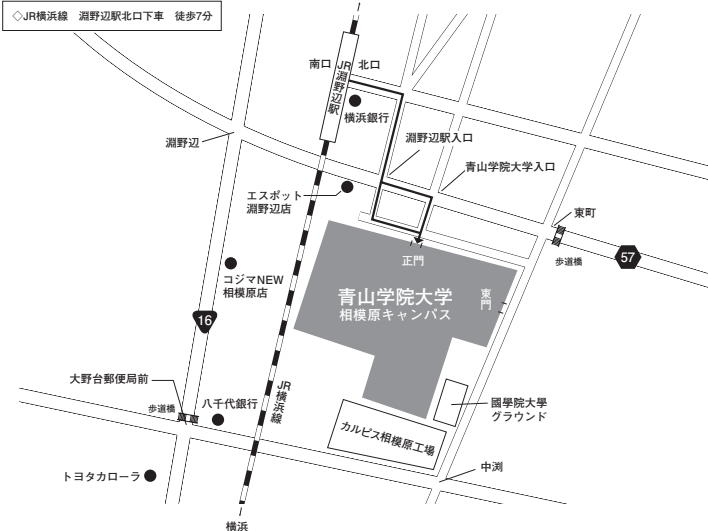 ◇JR横浜線　淵野辺駅北口下車　徒歩7分
南口
JR淵野辺駅
北口
横浜銀行
淵野辺
淵野辺駅入口
青山学院大学入口
エスポット
淵野辺店
東町
歩道橋
57
正門
コジマNEW
相模原店
青山学院大学
相模原キャンパス
東門
16
大野台郵便局前
歩道橋
八千代銀行
JR横浜線
國學院大學
グラウンド
カルピス相模原工場
中渕
トヨタカローラ
横浜